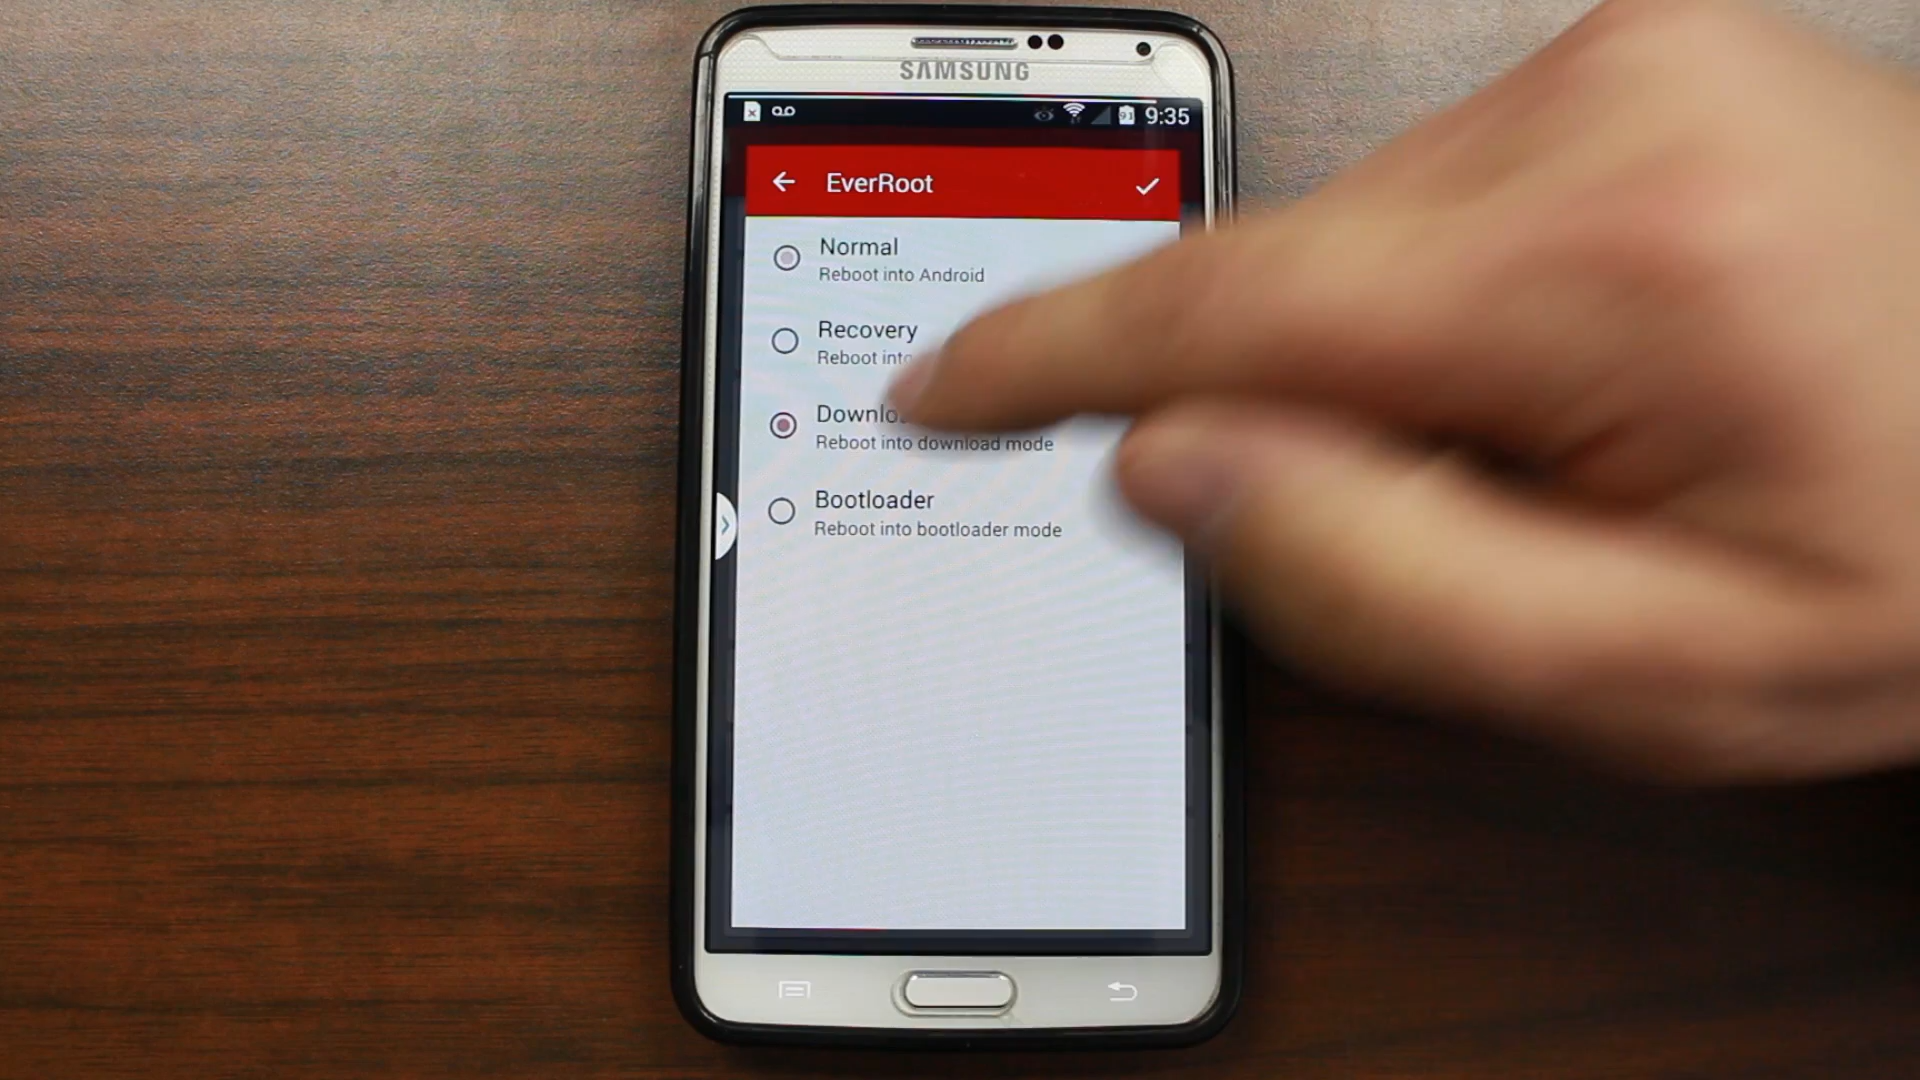 SAMSUNG
91 9:35
EverRoot
Normal
Reboot into Android
Recovery
Reboot into
Reboot into download mode
Bootloader
Reboot into bootloader mode